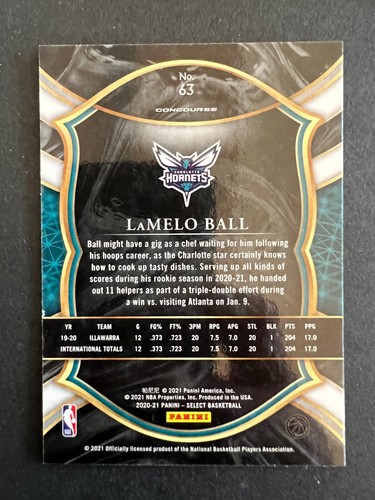 No.
63
CONCOURSE
CHARLOTTE
HORNETS
LAMELO BALL
Ball might have a gig as a chef waiting for him following
his hoops career, as the Charlotte star certainly knows
how to cook up tasty dishes. Serving up all kinds of
scores during his rookie season in 2020-21, he handed
out 11 helpers as part of a triple-double effort during
a win vs. visiting Atlanta on Jan. 9.
YR TEAM G FG% FT% 3PM RPG APG STL BLK PTS PPG
19-20 ILLAWARRA 12 .373 .723 20 7.5 7.0 20 1 204 17.0
INTERNATIONAL TOTALS 12 .373 .723 20 7.5 7.0 20 1 204 17.0
帕尼尼 © 2021 Panini America, Inc.
© 2021 NBA Properties, Inc. Produced in the USA.
2020-21 PANINI - SELECT BASKETBALL
PANINI
NBA
© 2021 Officially licensed product of the National Basketball Players Association.